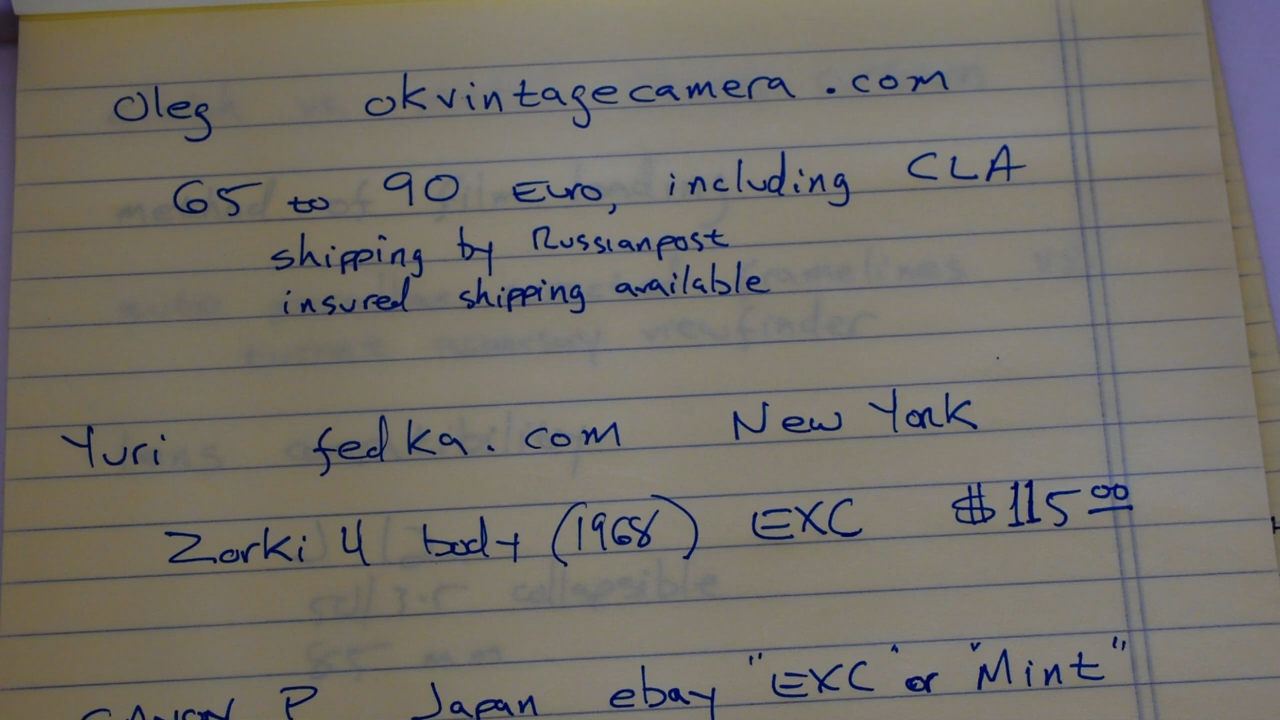 Oleg okvintagecamera.com
65 to 90 Euro, including CLA
shipping by Russianpost
insured shipping available
Yuri fedka.com New York
Zorki 4 body (1968) EXC $115 00
CANON P Japan ebay "EXC" or "Mint"